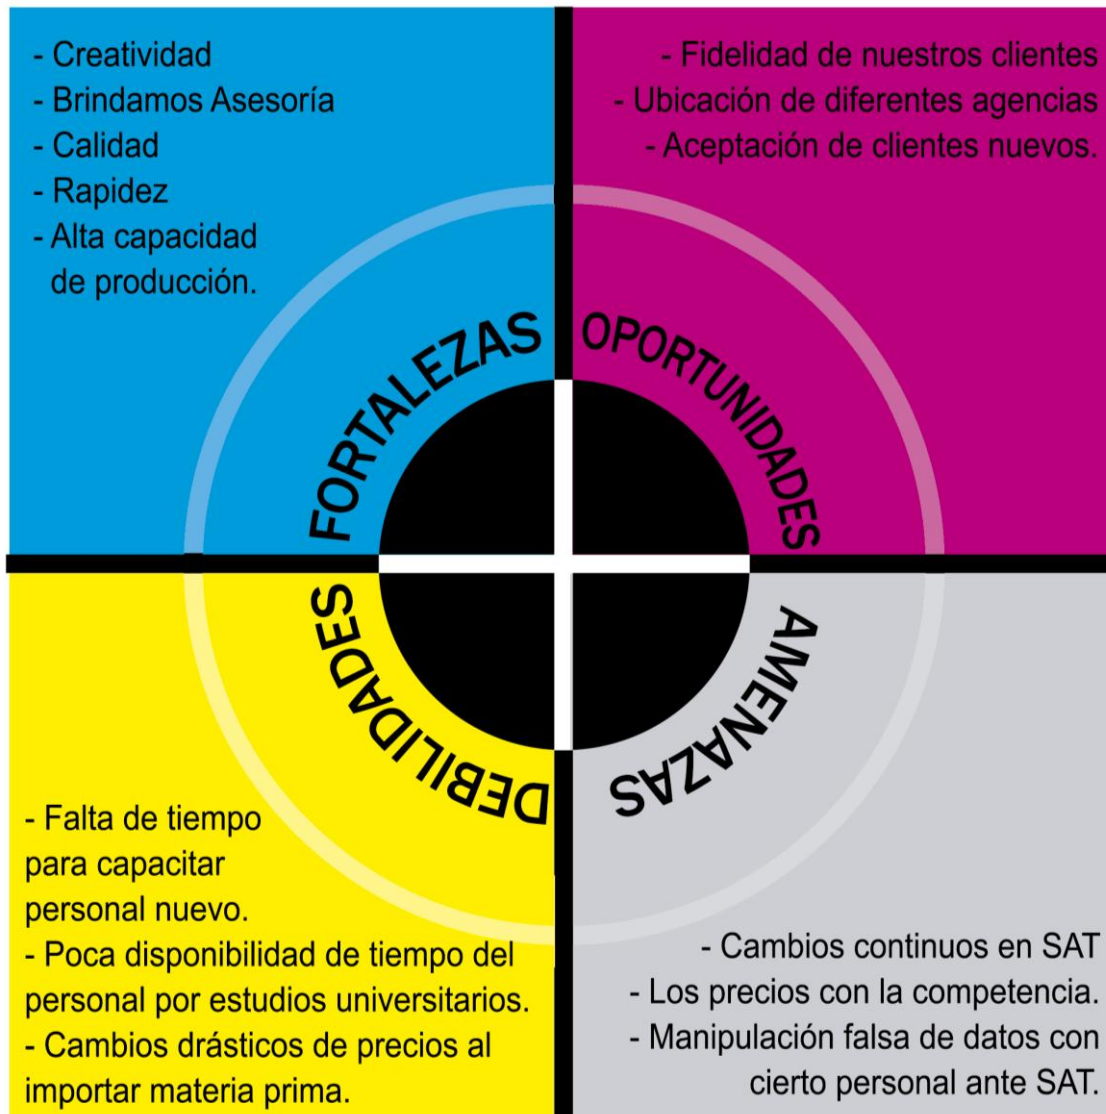 - Creatividad
- Brindamos Asesoría
- Calidad
- Rapidez
- Alta capacidad
de producción.
FORTALEZAS
- Fidelidad de nuestros clientes
- Ubicación de diferentes agencias
- Aceptación de clientes nuevos.
OPORTUNIDADES
DEBILIDADES
- Falta de tiempo
para capacitar
personal nuevo.
- Poca disponibilidad de tiempo del
personal por estudios universitarios.
- Cambios drásticos de precios al
importar materia prima.
AMENAZAS
- Cambios continuos en SAT
- Los precios con la competencia.
- Manipulación falsa de datos con
cierto personal ante SAT.